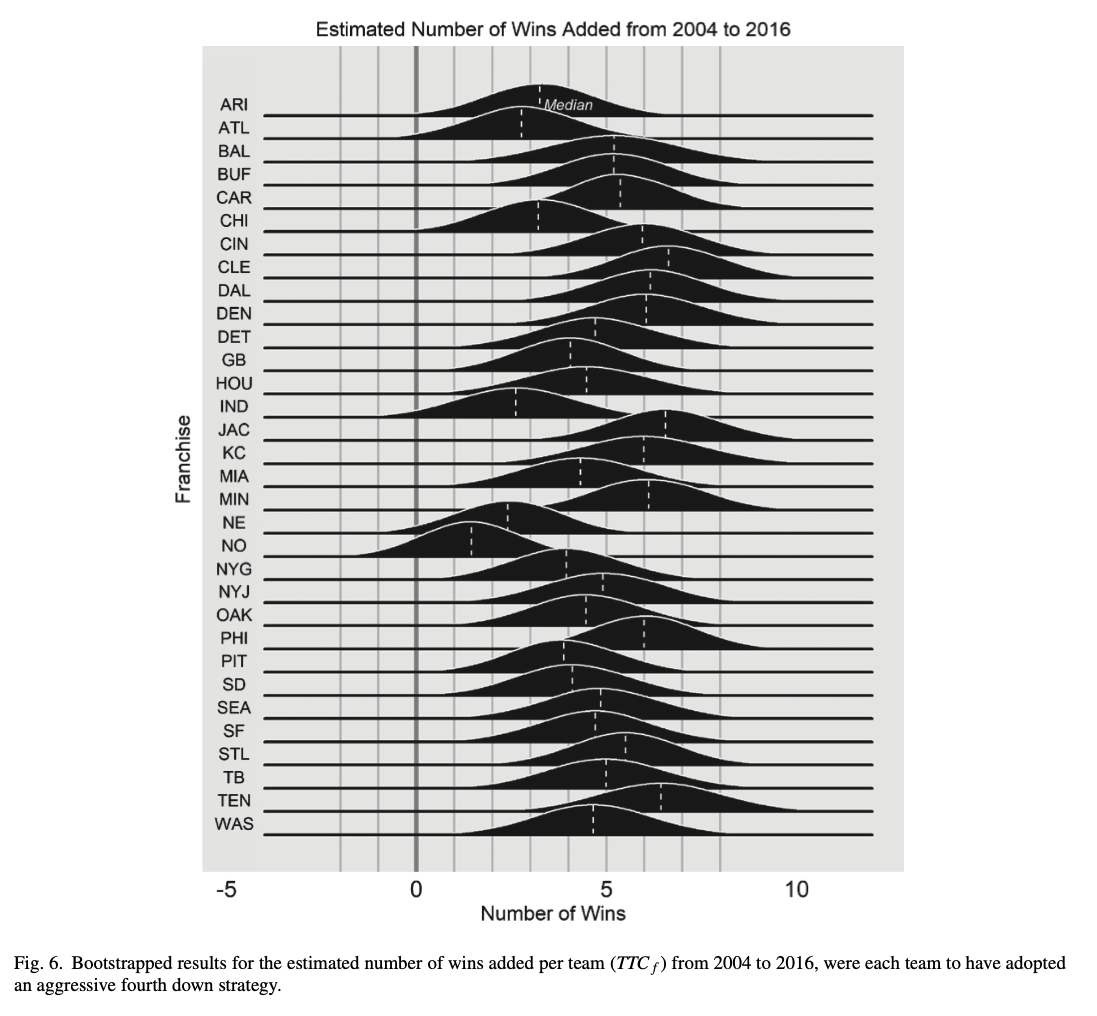 Estimated Number of Wins Added from 2004 to 2016
ARI
Median
ATL
BAL
BUF
CAR
CHI
CIN
CLE
DAL
DEN
DET
GB
HOU
IND
JAC
KC
MIA
MIN
NE
NO
NYG
NYJ
OAK
PHI
PIT
SD
SEA
SF
STL
TB
TEN
WAS
Franchise
-5 0 5 10
Number of Wins
Fig. 6. Bootstrapped results for the estimated number of wins added per team (TTC f) from 2004 to 2016, were each team to have adopted
an aggressive fourth down strategy.